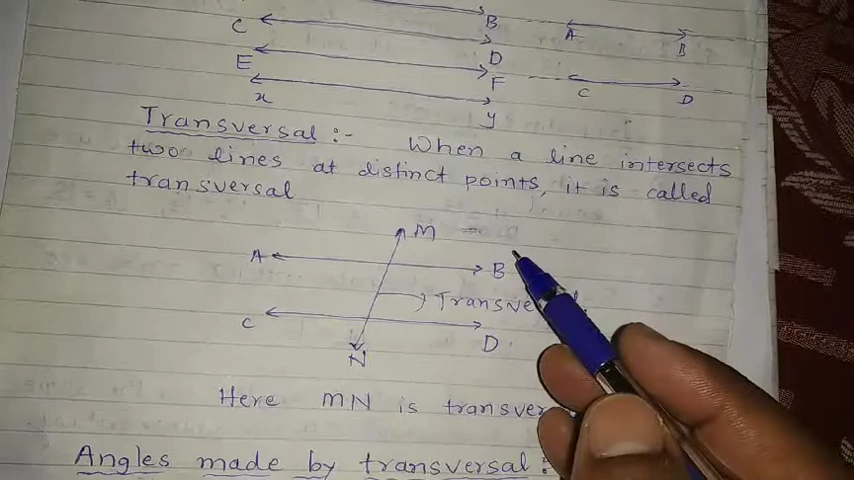 B
A
B
C
D
E
F
C
D
x
y
Transversal :- When a line intersects
two lines at distinct points, it is called
transversal
M
A
B
Transve
C
D
N
Here MN is transver
Angles made by transversal :